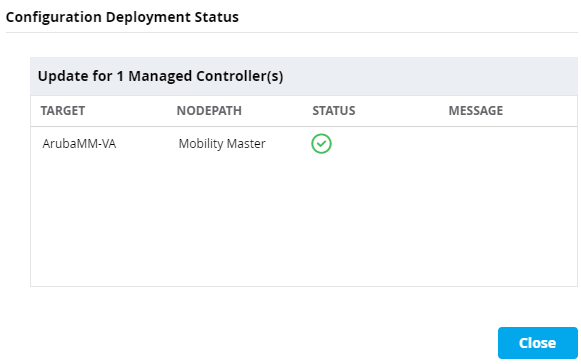 Configuration Deployment Status
Update for 1 Managed Controller(s)
TARGET NODEPATH STATUS MESSAGE
ArubaMM-VA Mobility Master
Close